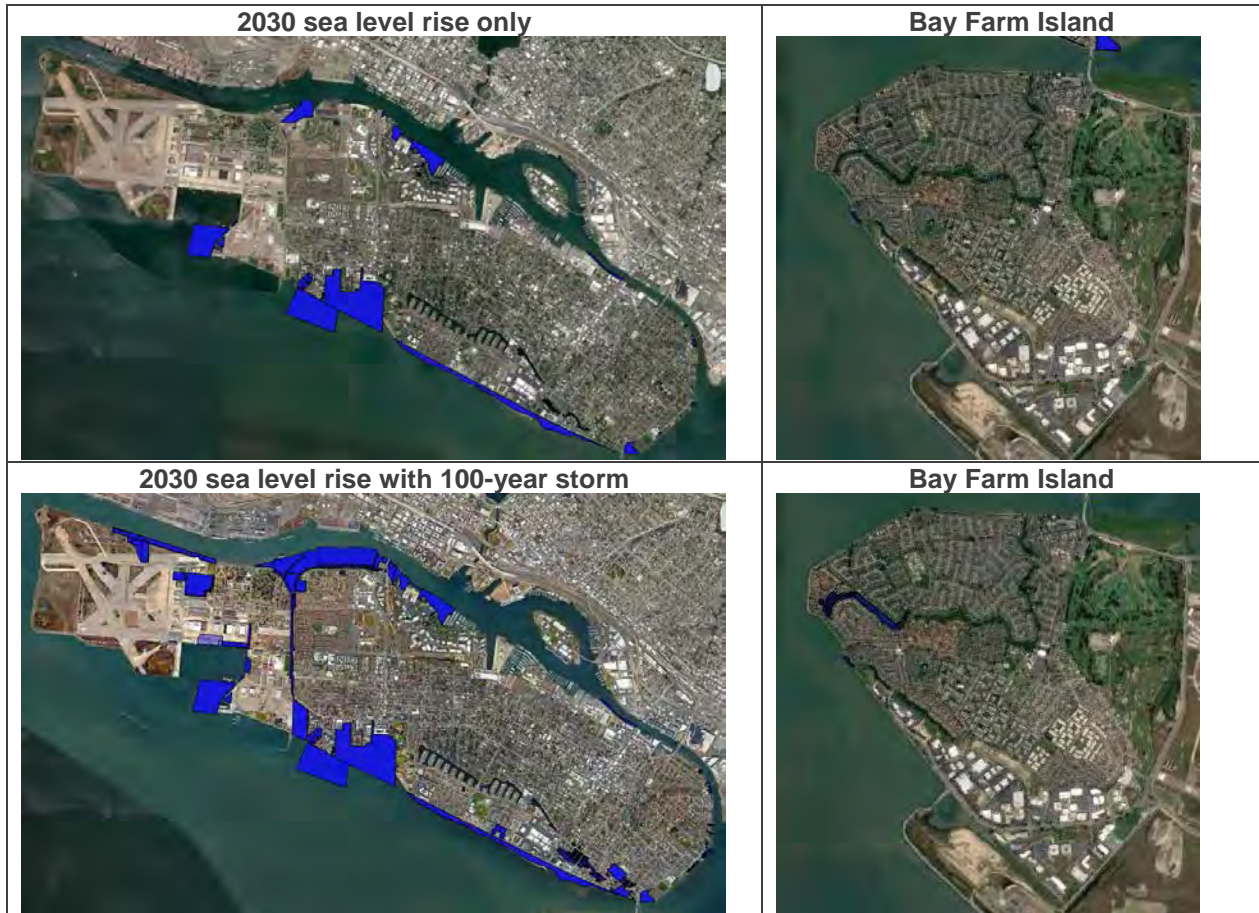 2030 sea level rise only
Bay Farm Island
2030 sea level rise with 100-year storm
Bay Farm Island